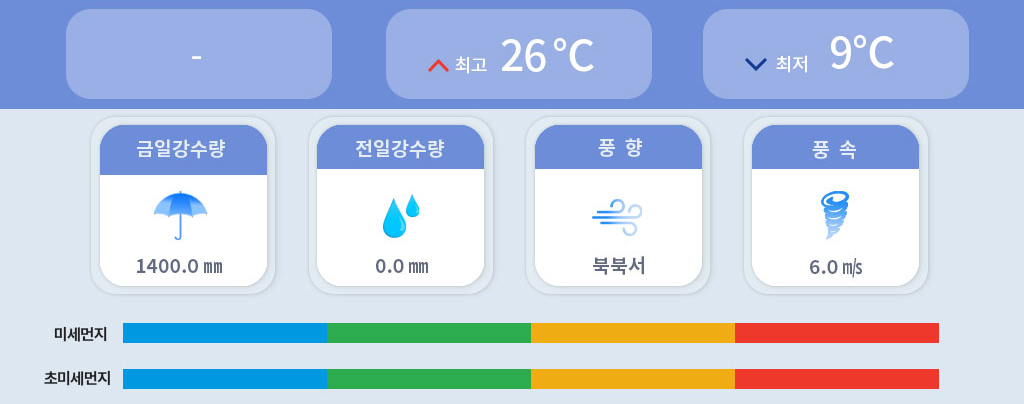 -
최고 26 °C
최저 9°C
금일강수량
전일강수량
풍 향
풍 속
1400.0 mm
0.0 mm
북북서
6.0 m/s
미세먼지
초미세먼지